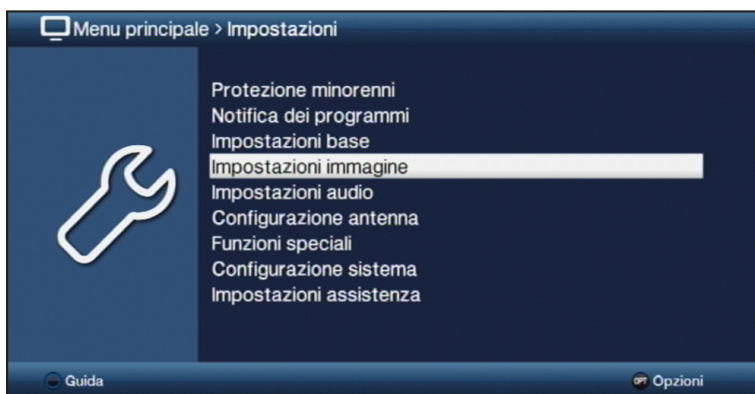 Menu principale > Impostazioni
Protezione minorenni
Notifica dei programmi
Impostazioni base
Impostazioni immagine
Impostazioni audio
Configurazione antenna
Funzioni speciali
Configurazione sistema
Impostazioni assistenza
Guida
OPT Opzioni